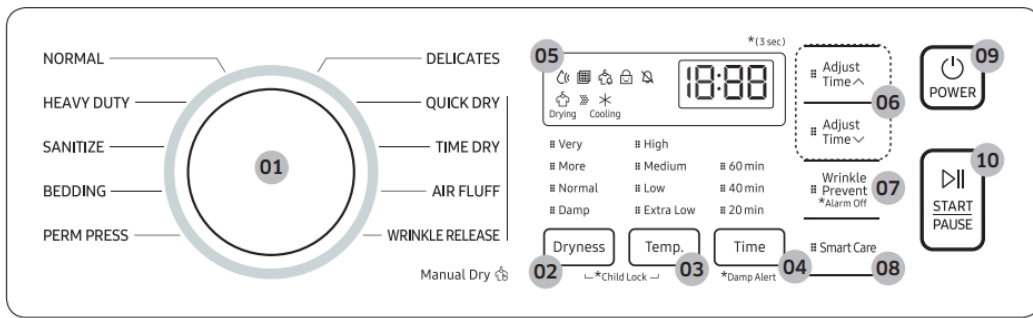 NORMAL
HEAVY DUTY
SANITIZE
BEDDING
PERM PRESS
01
DELICATES
QUICK DRY
TIME DRY
AIR FLUFF
WRINKLE RELEASE
Manual Dry
05
*(3 sec)
18:88
Drying Cooling
Very
More
Normal
Damp
High
Medium
Low
Extra Low
60 min
40 min
20 min
Dryness
02
Temp.
03
Time
04
*Child Lock
*Damp Alert
Adjust
Time
06
Adjust
Time
Wrinkle
Prevent
*Alarm Off
07
Smart Care
08
09
POWER
10
START
PAUSE